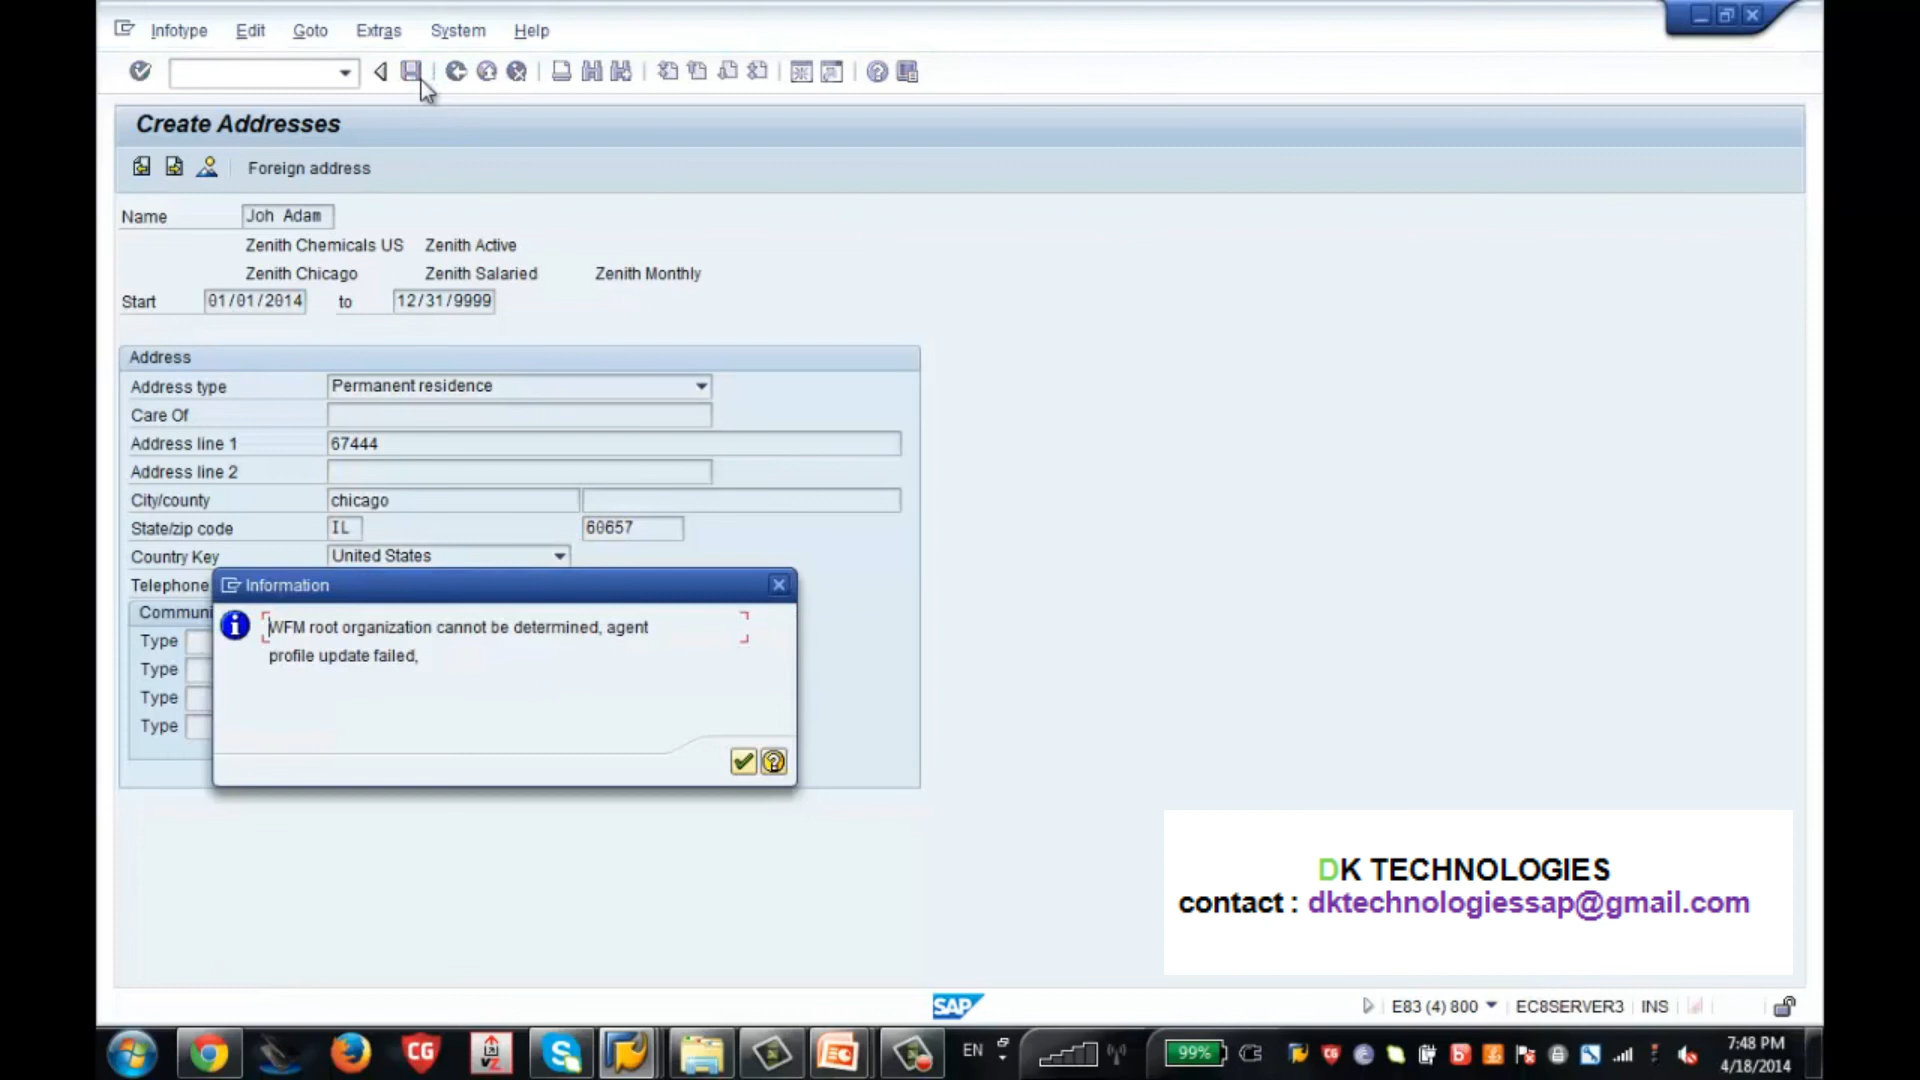 Infotype Edit Goto Extras System Help
Create Addresses
Foreign address
Name Joh Adam
Zenith Chemicals US Zenith Active
Zenith Chicago Zenith Salaried Zenith Monthly
Start 01/01/2014 to 12/31/9999
Address
Address type Permanent residence
Care Of
Address line 1 67444
Address line 2
City/county chicago
State/zip code IL 60657
Country Key United States
Telephone
Information
Communi
WFM root organization cannot be determined, agent
profile update failed,
Type
Type
Type
Type
DK TECHNOLOGIES
contact : dktechnologiessap@gmail.com
SAP E83 (4) 800 EC8SERVER3 INS
EN 99% 7:48 PM
4/18/2014